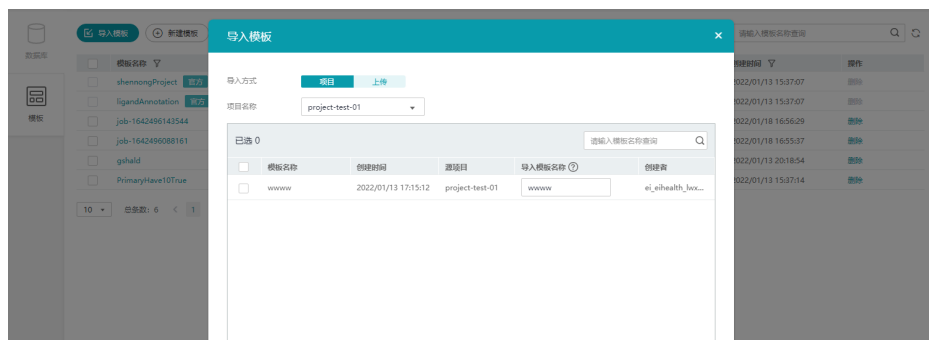 导入模板
新建模板
请输入模板名称查询
数据库
模板
模板名称
创建时间
操作
shennongProject 官方
2022/01/13 15:37:07
删除
ligandAnnotation 官方
2022/01/13 15:37:07
删除
job-1642496143544
2022/01/18 16:56:29
删除
job-1642496088161
2022/01/18 16:55:37
删除
gshald
2022/01/13 20:18:54
删除
PrimaryHave10True
2022/01/13 15:37:14
删除
10 总条数: 6 < 1
导入模板 ×
导入方式 项目 上传
项目名称 project-test-01
已选 0 请输入模板名称查询
模板名称 创建时间 源项目 导入模板名称 ? 创建者
wwww 2022/01/13 17:15:12 project-test-01 wwww ei_eihealth_lwx...